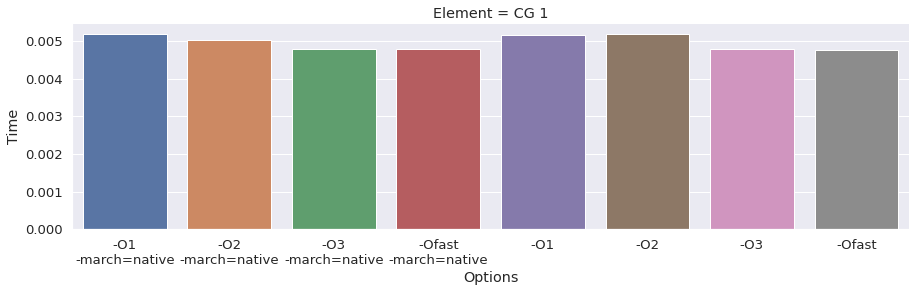 Element = CG 1
Time
0.005
0.004
0.003
0.002
0.001
0.000
-O1
-march=native
-O2
-march=native
-O3
-march=native
-Ofast
-march=native
-O1
-O2
-O3
-Ofast
Options